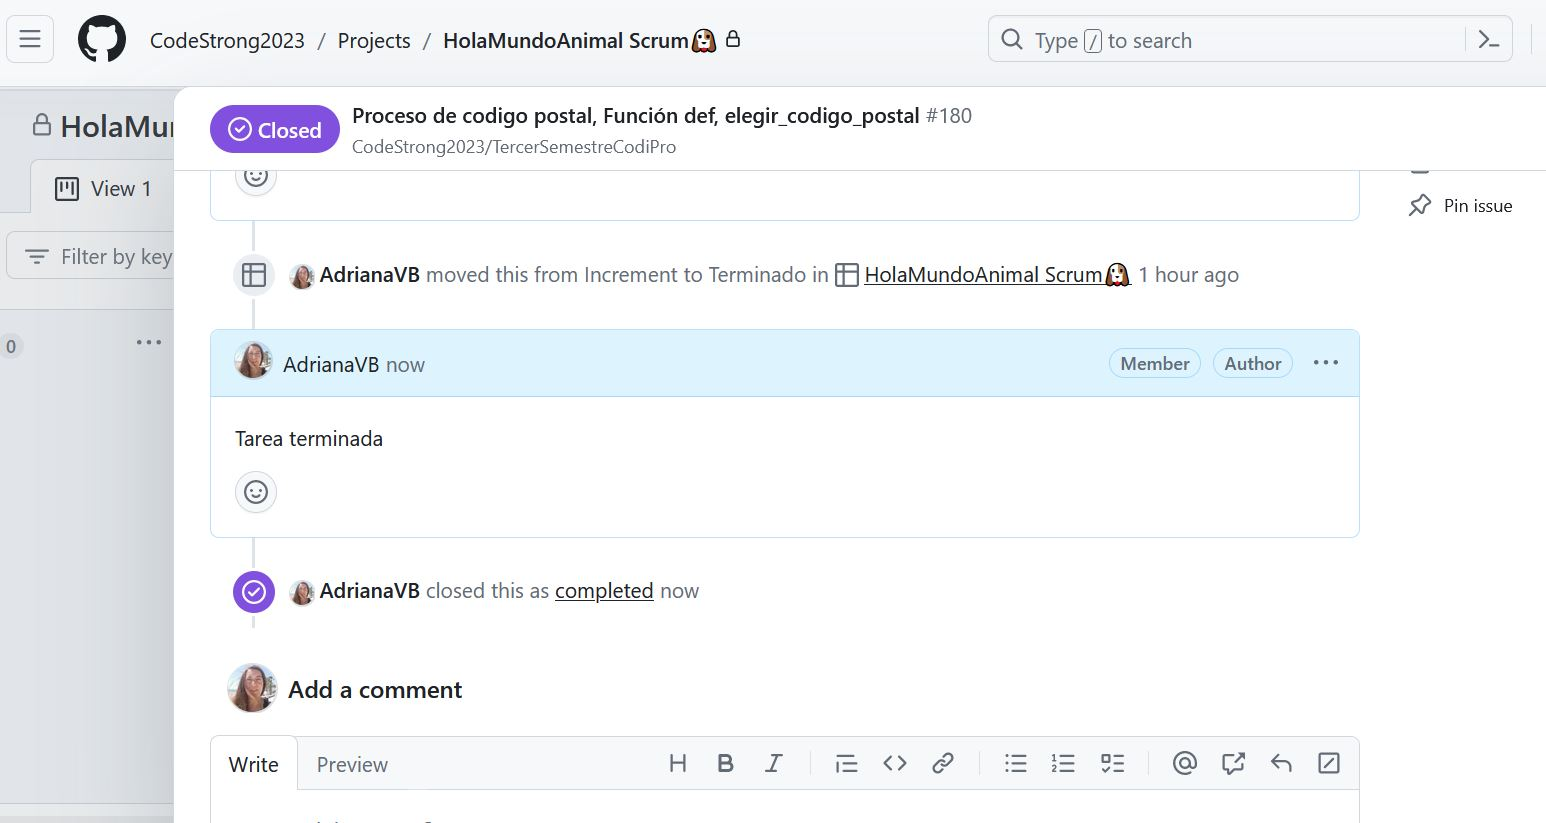 CodeStrong2023 / Projects / HolaMundoAnimal Scrum
Type / to search
HolaMu
View 1
Filter by key
0
Closed
Proceso de codigo postal, Función def, elegir_codigo_postal #180
CodeStrong2023/TercerSemestreCodiPro
Pin issue
AdrianaVB moved this from Increment to Terminado in HolaMundoAnimal Scrum 1 hour ago
AdrianaVB now
Member
Author
Tarea terminada
AdrianaVB closed this as completed now
Add a comment
Write
Preview